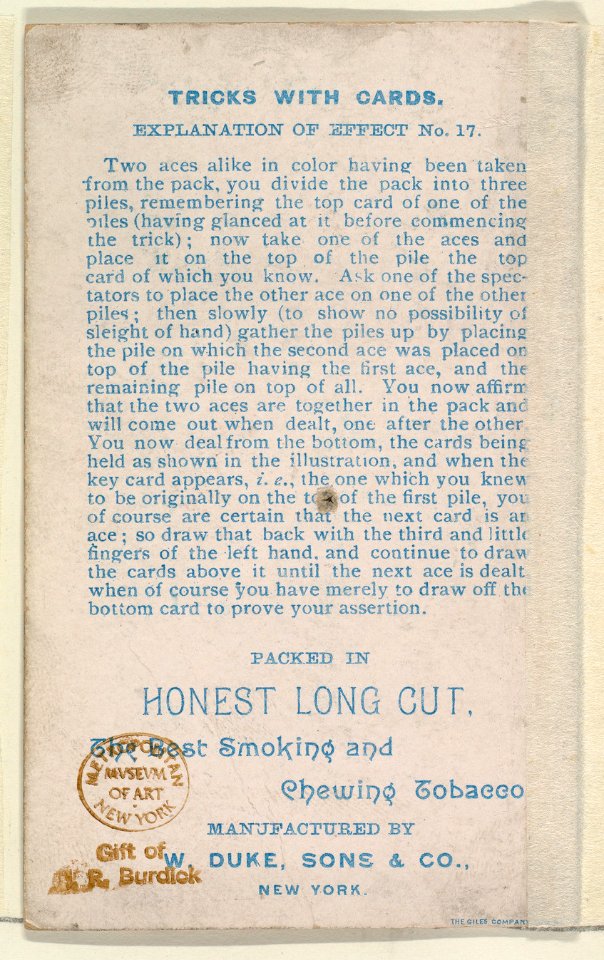 TRICKS WITH CARDS.
EXPLANATION OF EFFECT No. 17.
Two aces alike in color having been taken
from the pack, you divide the pack into three
piles, remembering the top card of one of the
piles (having glanced at it before commencing
the trick); now take one of the aces and
place it on the top of the pile the top
card of which you know. Ask one of the spec-
tators to place the other ace on one of the other
piles; then slowly (to show no possibility of
sleight of hand) gather the piles up by placing
the pile on which the second ace was placed on
top of the pile having the first ace, and the
remaining pile on top of all. You now affirm
that the two aces are together in the pack and
will come out when dealt, one after the other
You now deal from the bottom, the cards being
held as shown in the illustration, and when the
key card appears, i. e., the one which you knew
to be originally on the top of the first pile, you
of course are certain that the next card is an
ace; so draw that back with the third and little
fingers of the left hand, and continue to draw
the cards above it until the next ace is dealt
when of course you have merely to draw off the
bottom card to prove your assertion.
PACKED IN
HONEST LONG CUT,
The Best Smoking and
Chewing Tobacco
MANUFACTURED BY
W. DUKE, SONS & CO.,
NEW YORK.
THE GILES COMPANY
METROPOLITAN
MVSEVM
OF ART
NEW YORK
Gift of
J. R. Burdick